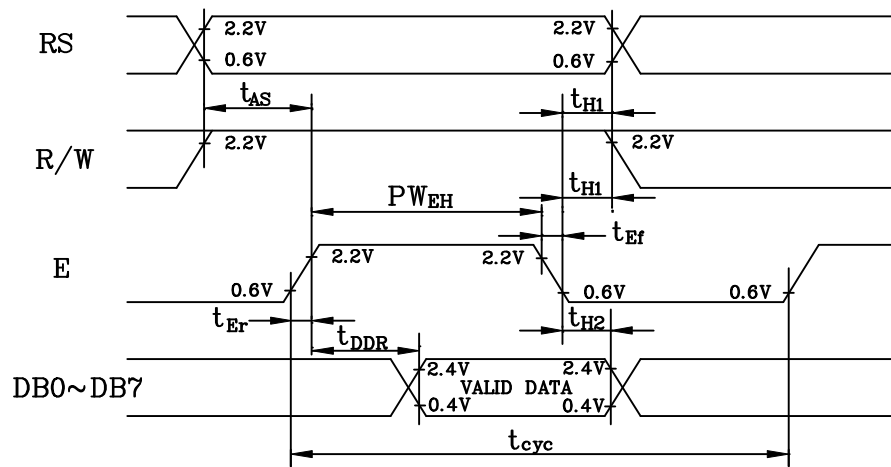 RS 2.2V 2.2V
0.6V 0.6V
tAS tH1
R/W 2.2V 2.2V
tH1
PWEH
tEf
E 2.2V 2.2V
0.6V 0.6V 0.6V
tEr tH2
tDDR
DB0~DB7 2.4V VALID DATA 2.4V
0.4V 0.4V
tcyc